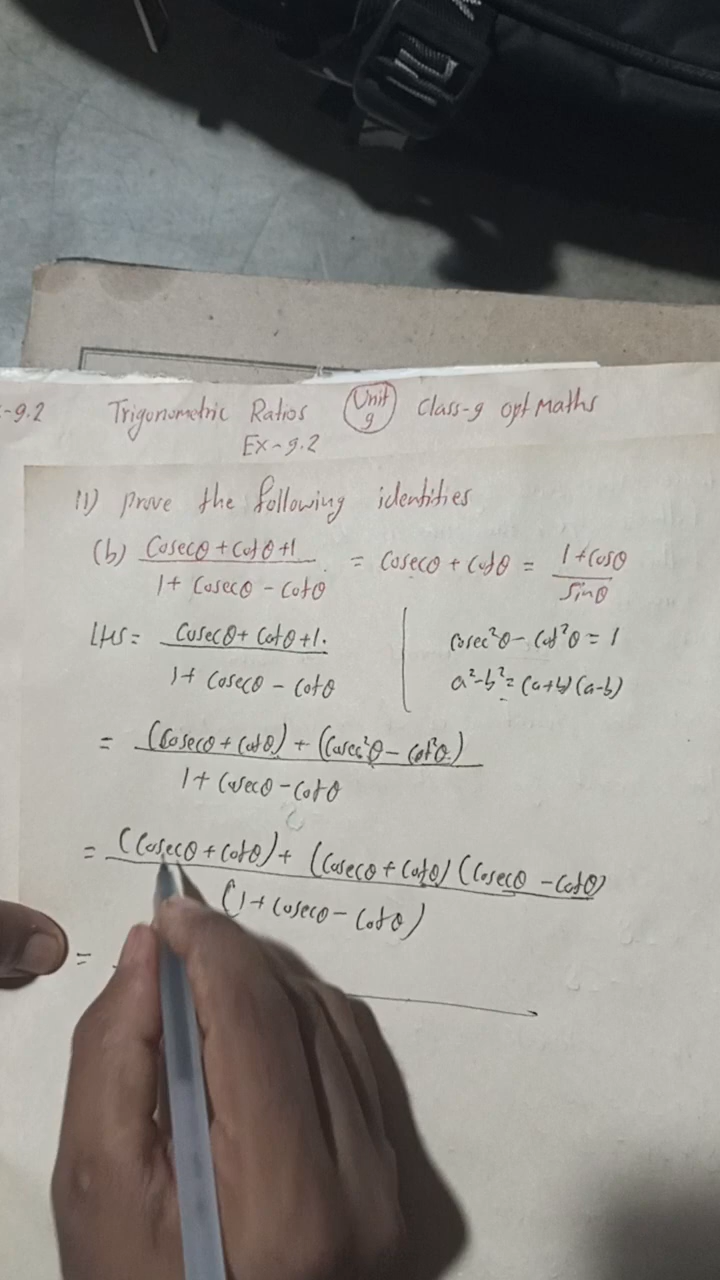 -9.2 Trigonometric Ratios Unit 9 Class-9 opt Maths
Ex-9.2
11) prove the following identities
(b) Cosecθ + Cotθ +1 / 1 + Cosecθ - Cotθ = Cosecθ + Cotθ = 1 + Cosθ / Sinθ
LHS = Cosecθ + Cotθ + 1. / 1 + Cosecθ - Cotθ
Cosec²θ - Cot²θ = 1
a²-b² = (a+b) (a-b)
= (Cosecθ + Cotθ) + (Cosec²θ - Cot²θ) / 1 + Cosecθ - Cotθ
= (Cosecθ + Cotθ) + (Cosecθ + Cotθ) (Cosecθ - Cotθ) / (1 + Cosecθ - Cotθ)
=